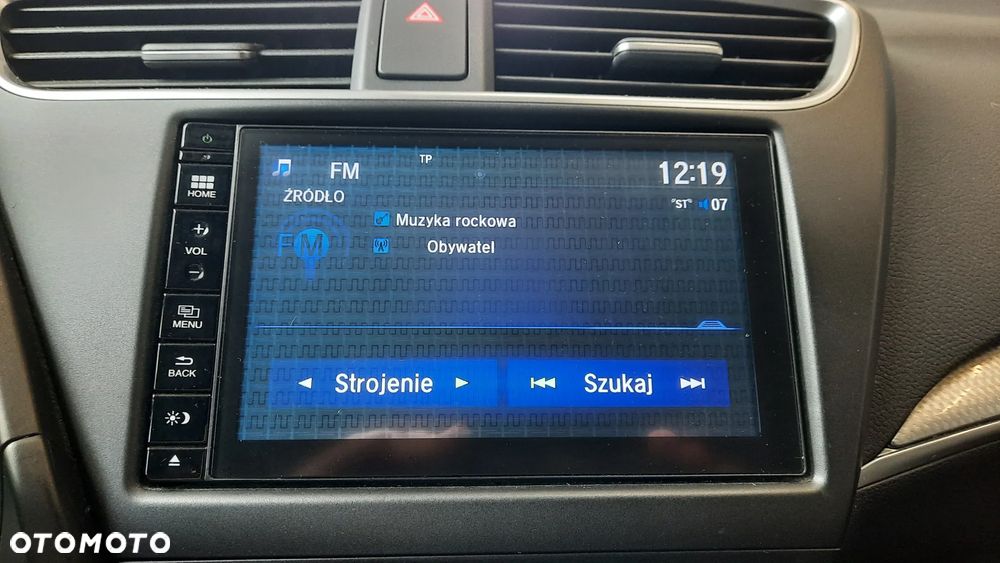 FM
TP
12:19
ŹRÓDŁO
"ST" 07
FM
Muzyka rockowa
Obywatel
HOME
VOL
MENU
BACK
Strojenie
Szukaj
OTOMOTO